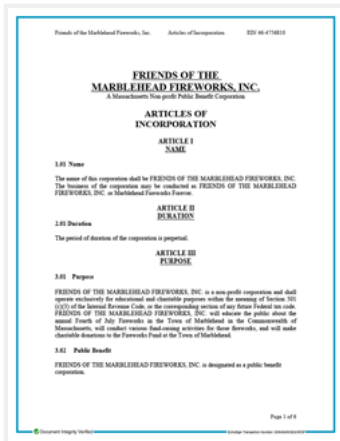 Friends of the Marblehead Fireworks, Inc. Articles of Incorporation EIN 46-4756810
FRIENDS OF THE
MARBLEHEAD FIREWORKS, INC.
A Massachusetts Non-profit Public Benefit Corporation
ARTICLES OF
INCORPORATION
ARTICLE I
NAME
1.01 Name
The name of this corporation shall be FRIENDS OF THE MARBLEHEAD FIREWORKS, INC.
The business of the corporation may be conducted as FRIENDS OF THE MARBLEHEAD
FIREWORKS, INC. or Marblehead Fireworks Forever.
ARTICLE II
DURATION
2.01 Duration
The period of duration of the corporation is perpetual.
ARTICLE III
PURPOSE
3.01 Purpose
FRIENDS OF THE MARBLEHEAD FIREWORKS, INC. is a non-profit corporation and shall
operate exclusively for educational and charitable purposes within the meaning of Section 501
(c)(3) of the Internal Revenue Code, or the corresponding section of any future Federal tax code.
FRIENDS OF THE MARBLEHEAD FIREWORKS, INC. will educate the public about the
annual Fourth of July Fireworks in the Town of Marblehead in the Commonwealth of
Massachusetts, will conduct various fund-raising activities for those fireworks, and will make
charitable donations to the Fireworks Fund at the Town of Marblehead.
3.02 Public Benefit
FRIENDS OF THE MARBLEHEAD FIREWORKS, INC. is designated as a public benefit
corporation.
Page 1 of 6
Document Integrity Verified